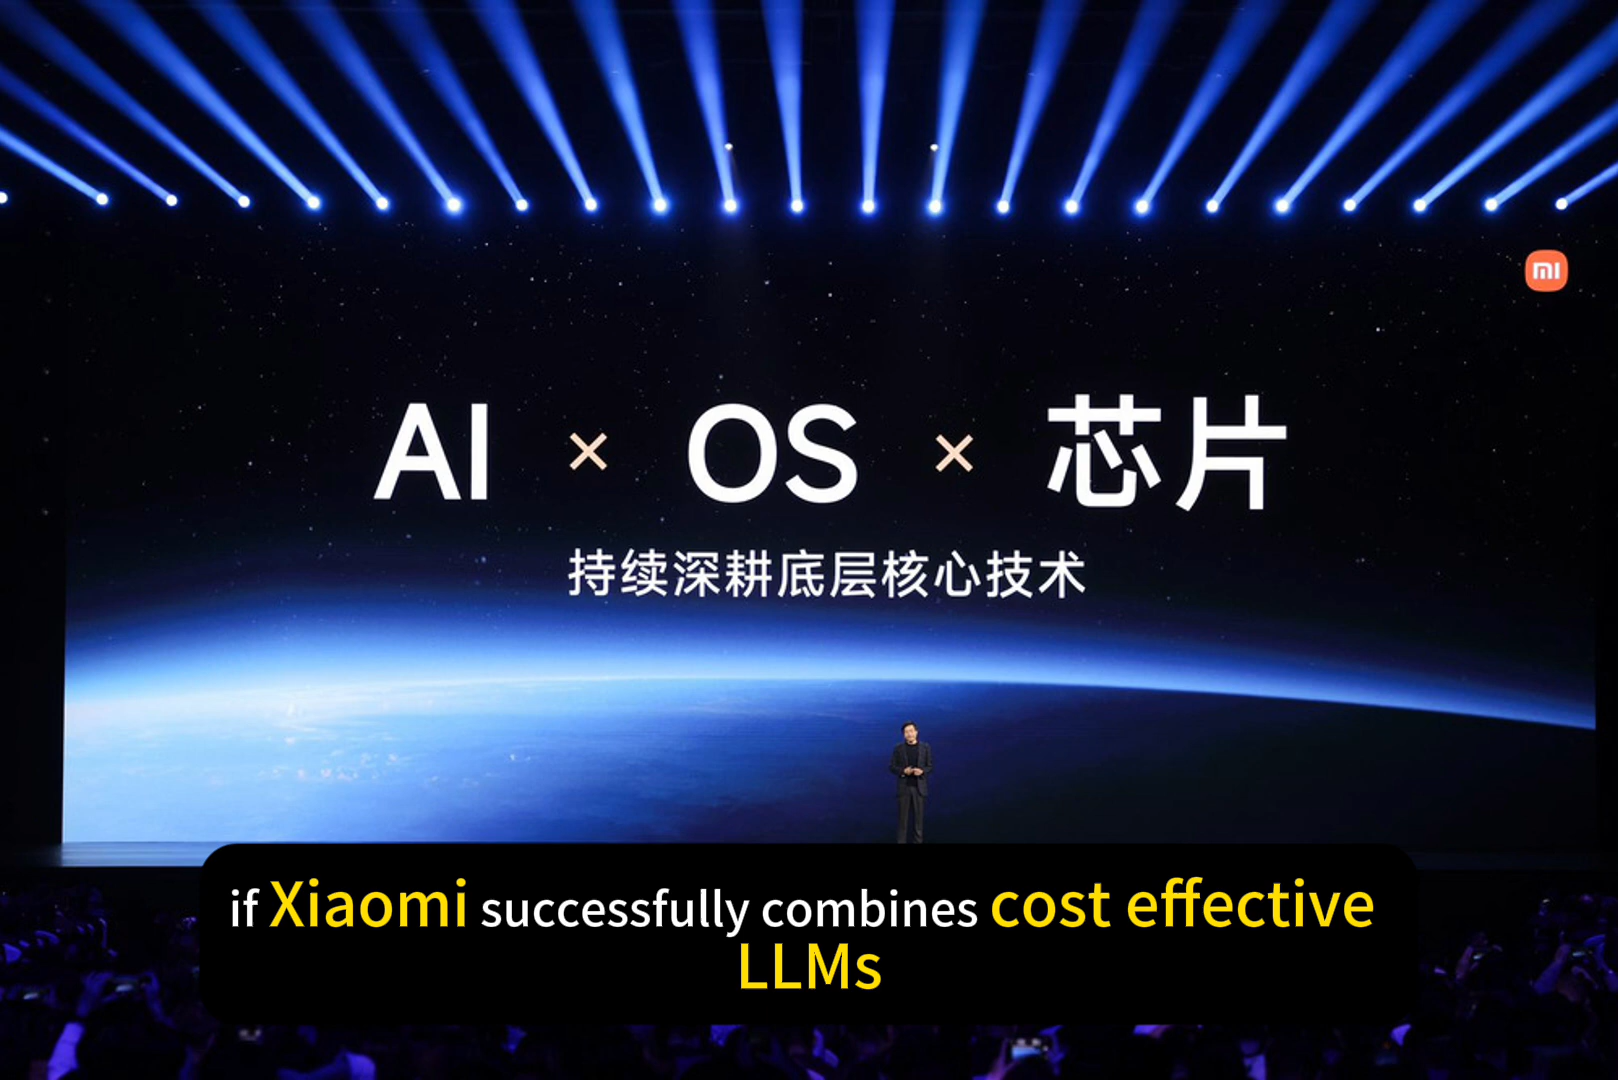 mi
AI × OS × 芯片
持续深耕底层核心技术
if Xiaomi successfully combines cost effective
LLMs